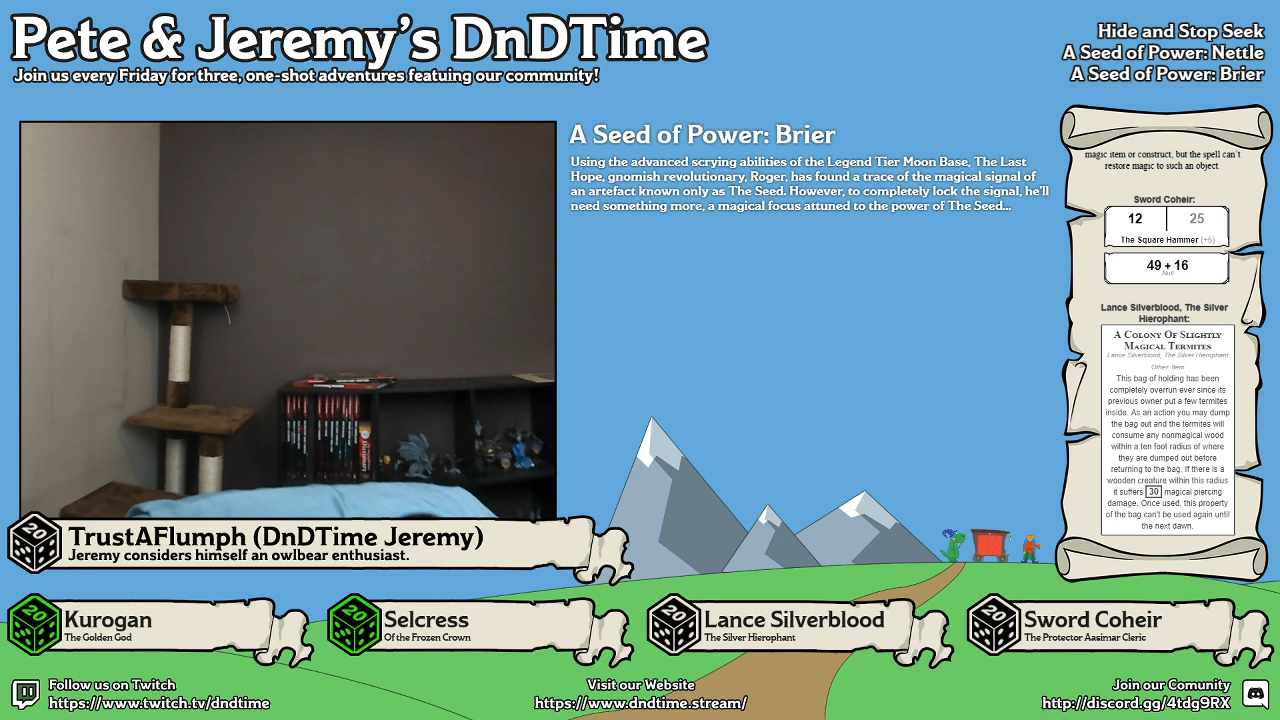 Pete & Jeremy's DnDTime
Join us every Friday for three, one-shot adventures featuing our community!
Hide and Stop Seek
A Seed of Power: Nettle
A Seed of Power: Brier
A Seed of Power: Brier
Using the advanced scrying abilities of the Legend Tier Moon Base, The Last
Hope, gnomish revolutionary, Roger, has found a trace of the magical signal of
an artefact known only as The Seed. However, to completely lock the signal, he'll
need something more, a magical focus attuned to the power of The Seed...
magic item or construct, but the spell can't
restore magic to such an object.
Sword Coheir:
12 25
The Square Hammer (+5)
49 + 16
Null
Lance Silverblood, The Silver
Hierophant:
A Colony Of Slightly
Magical Termites
Lance Silverblood, The Silver Hierophant
Other: Item
This bag of holding has been
completely overrun ever since its
previous owner put a few termites
inside. As an action you may dump
the bag out and the termites will
consume any nonmagical wood
within a ten foot radius of where
they are dumped out before
returning to the bag. If there is a
wooden creature within this radius
it suffers 30 magical piercing
damage. Once used, this property
of the bag can't be used again until
the next dawn.
20
TrustAFlumph (DnDTime Jeremy)
Jeremy considers himself an owlbear enthusiast.
20
Kurogan
The Golden God
20
Selcress
Of the Frozen Crown
20
Lance Silverblood
The Silver Hierophant
20
Sword Coheir
The Protector Aasimar Cleric
Follow us on Twitch
https://www.twitch.tv/dndtime
Visit our Website
https://www.dndtime.stream/
Join our Comunity
http://discord.gg/4tdg9RX